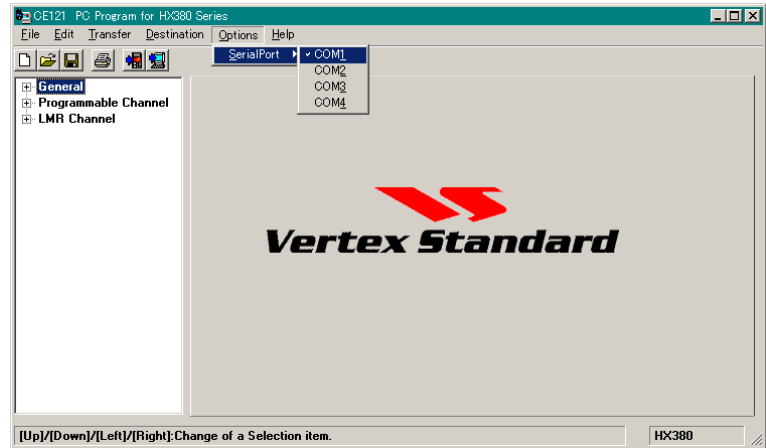 CE121 PC Program for HX380 Series
File Edit Transfer Destination Options Help
SerialPort ✓ COM1
COM2
COM3
COM4
General
Programmable Channel
LMR Channel
Vertex Standard
[Up]/[Down]/[Left]/[Right]:Change of a Selection item.
HX380